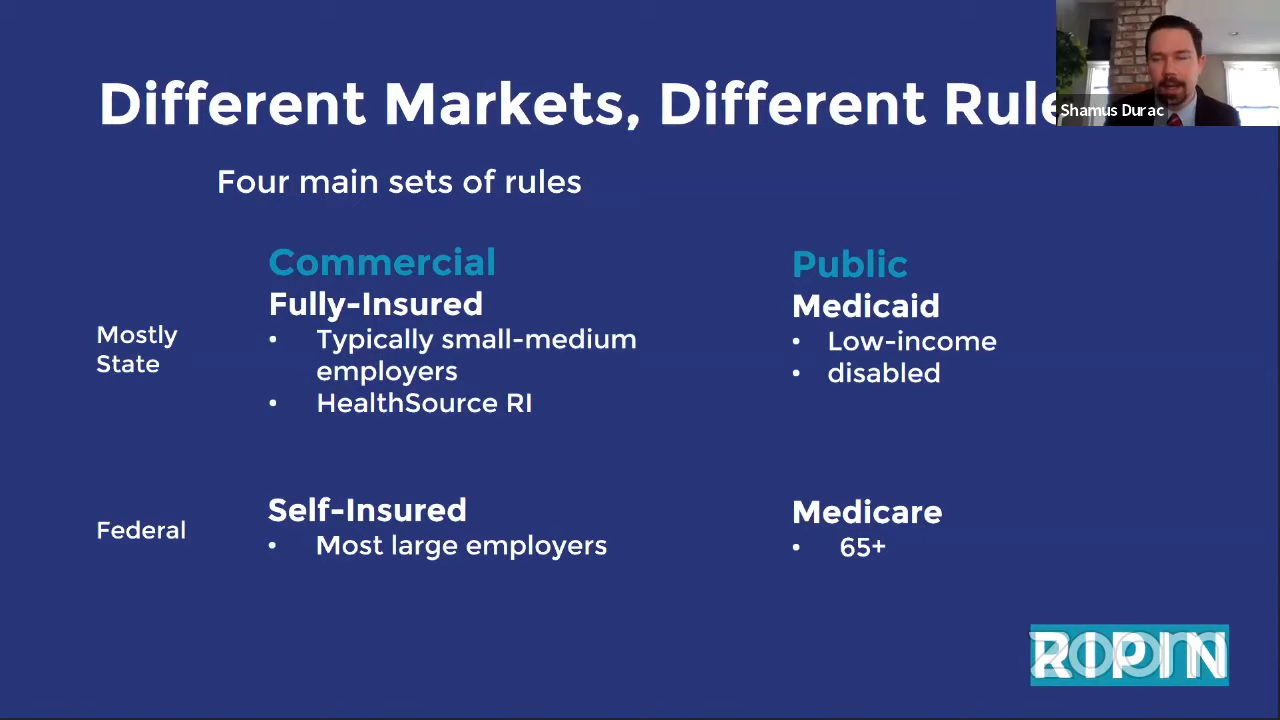 Different Markets, Different Rule
Shamus Durac
Four main sets of rules
Commercial
Fully-Insured
• Typically small-medium
employers
• HealthSource RI
Public
Medicaid
• Low-income
• disabled
Mostly
State
Self-Insured
• Most large employers
Medicare
• 65+
Federal
RIPIN
zoom